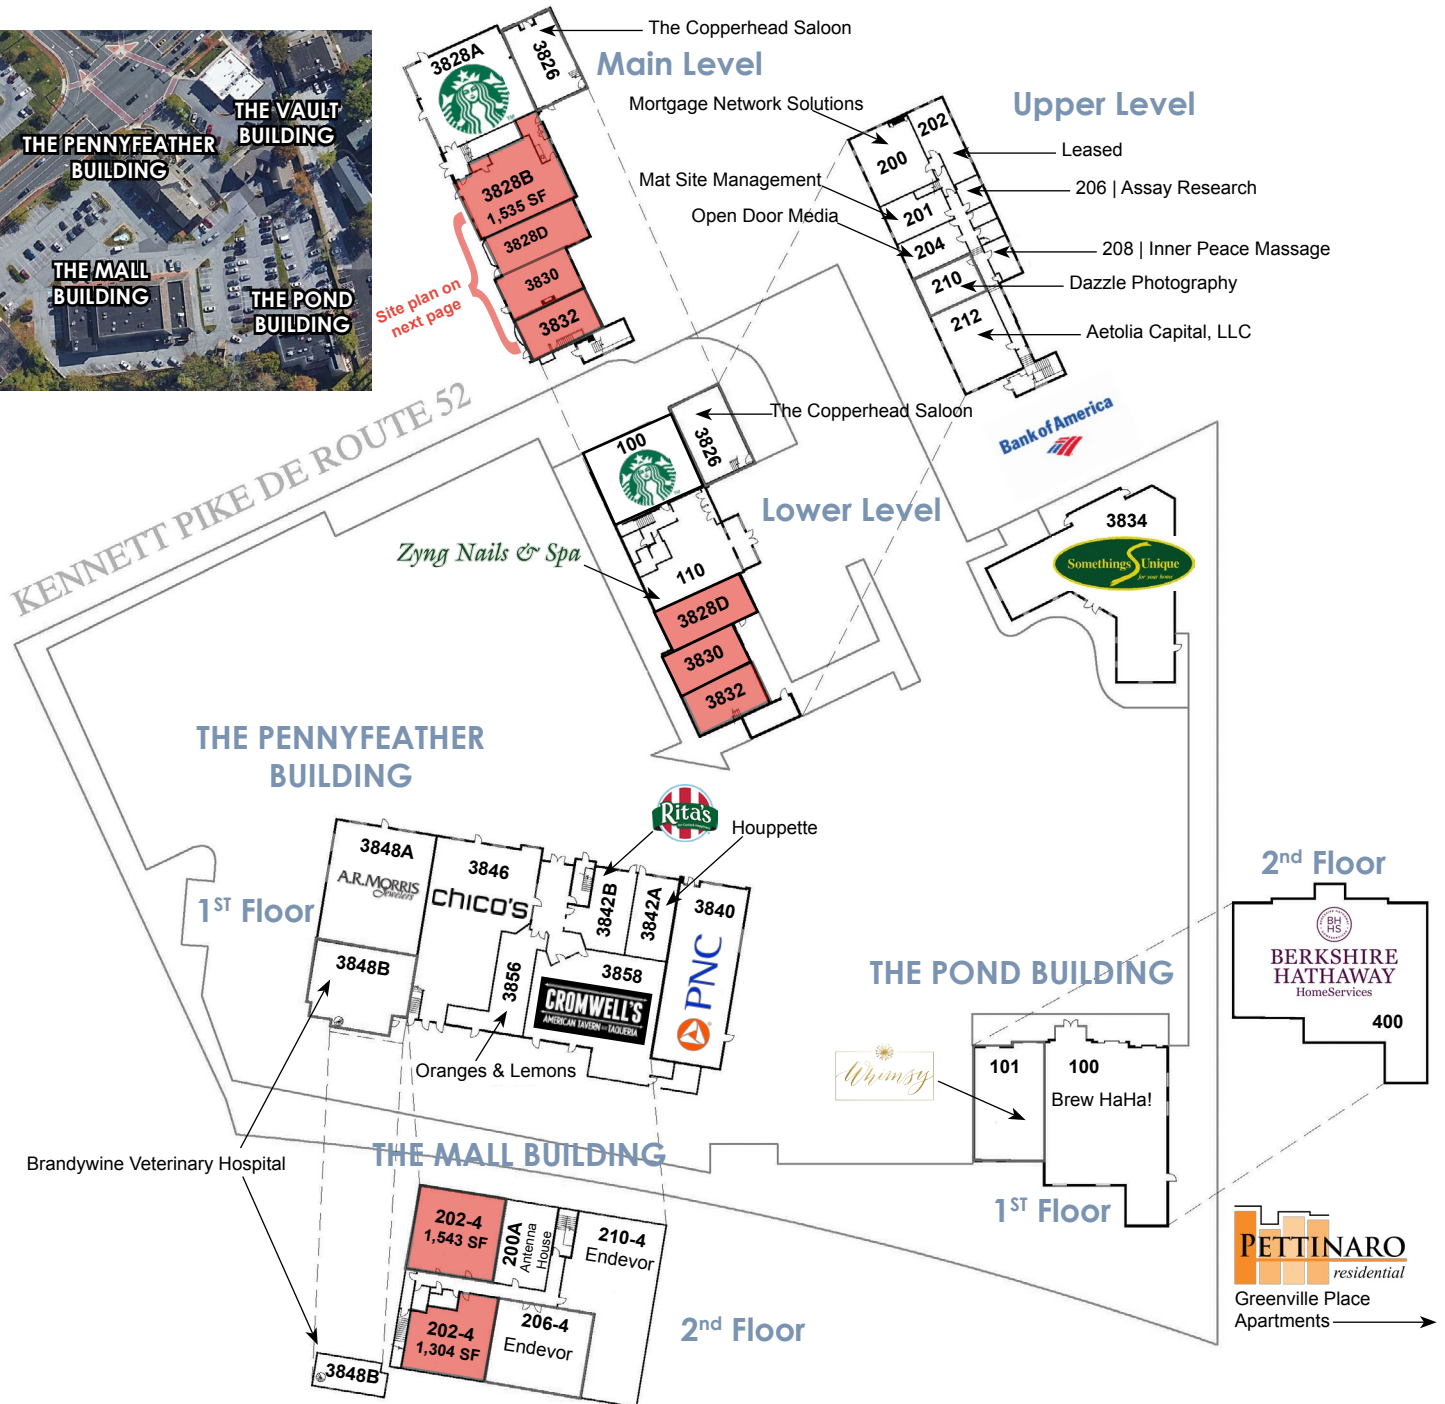 THE VAULT
BUILDING
THE PENNYFEATHER
BUILDING
THE MALL
BUILDING
THE POND
BUILDING
The Copperhead Saloon
Main Level
3828A
3826
3828B
1,535 SF
3828D
3830
3832
Site plan on
next page
Mortgage Network Solutions
Upper Level
202
200
Leased
Mat Site Management
201
206 | Assay Research
Open Door Media
204
208 | Inner Peace Massage
210
Dazzle Photography
212
Aetolia Capital, LLC
KENNETT PIKE DE ROUTE 52
The Copperhead Saloon
100
3826
Lower Level
Zyng Nails & Spa
110
3828D
3830
3832
Bank of America
3834
Somethings Unique
for your home
THE PENNYFEATHER
BUILDING
Rita's
Houppette
1ST Floor
3848A
A.R.MORRIS
Jewelers
3846
chico's
3842B
3842A
3840
PNC
3848B
3856
3858
CROMWELL'S
AMERICAN TAVERN AND TAQUERIA
Oranges & Lemons
Brandywine Veterinary Hospital
THE MALL BUILDING
202-4
1,543 SF
200A
Antenna
House
210-4
Endevor
202-4
1,304 SF
206-4
Endevor
2nd Floor
3848B
THE POND BUILDING
Whimsy
101
100
Brew HaHa!
1ST Floor
2nd Floor
BH
HS
BERKSHIRE
HATHAWAY
HomeServices
400
PETTINARO
residential
Greenville Place
Apartments